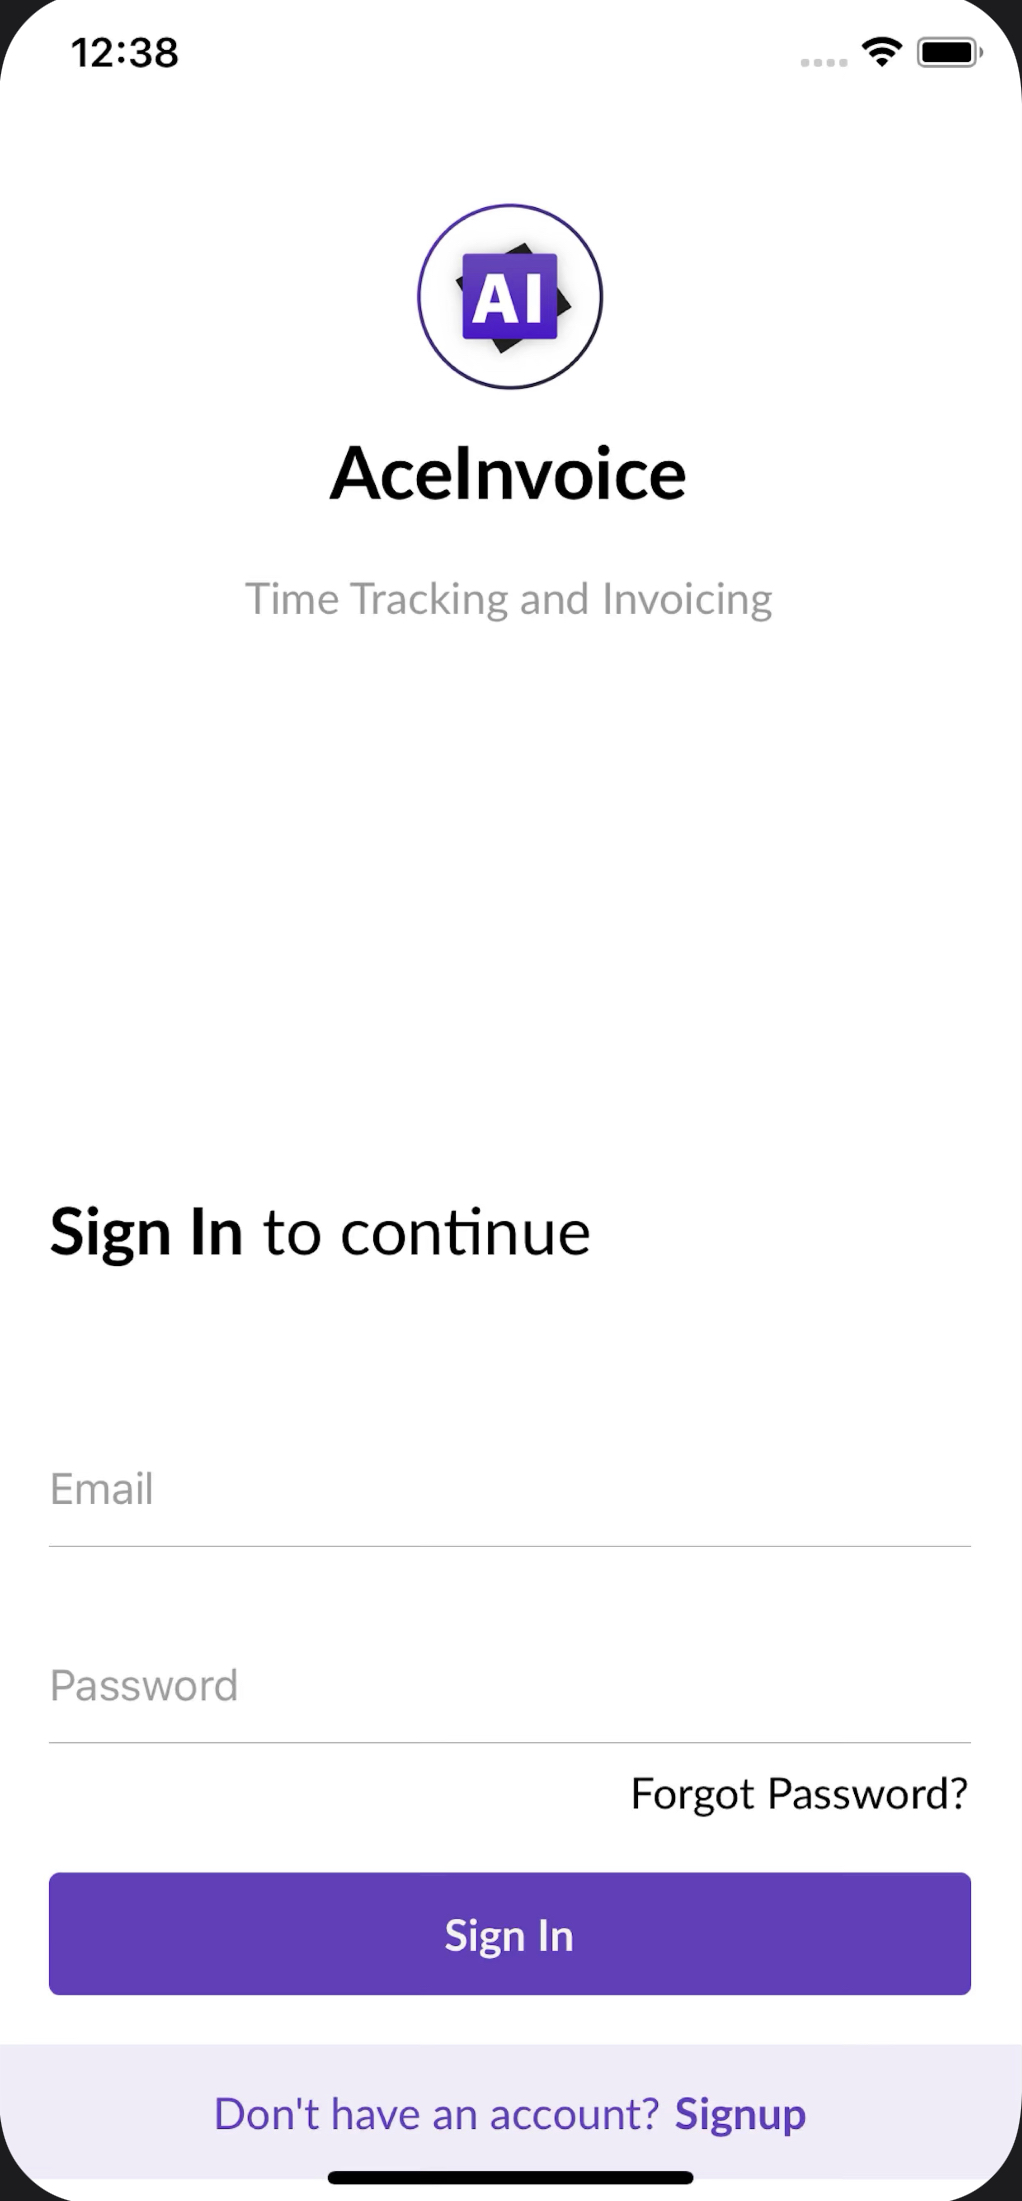 12:38
AI
AceInvoice
Time Tracking and Invoicing
Sign In to continue
Email
Password
Forgot Password?
Sign In
Don't have an account? Signup